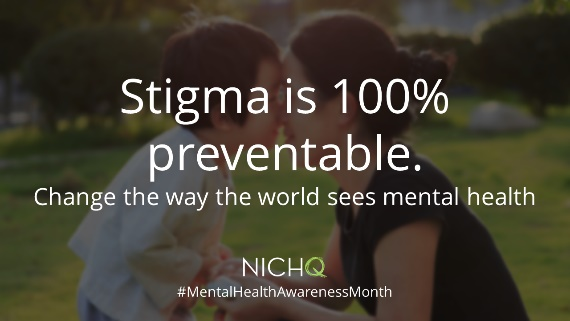 Stigma is 100%
preventable.
Change the way the world sees mental health
NICHQ
#MentalHealthAwarenessMonth